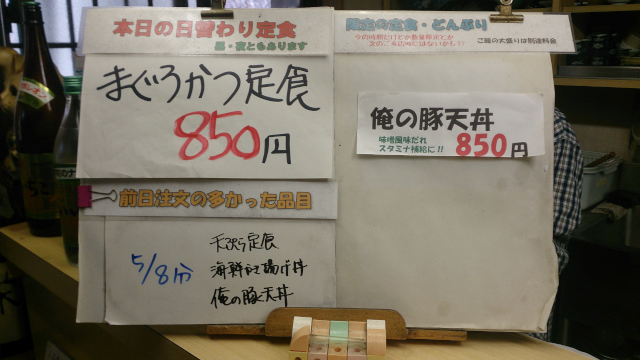 本日の日替わり定食
昼・夜ともあります
まぐろかつ定食
850円
前日注文の多かった品目
5/8分
天ぷら定食
海鮮かき揚げ丼
俺の豚天丼
限定の定食・どんぶり
ご飯の大盛りは別途料金
俺の豚天丼
味噌風味だれ
スタミナ補給に!!
850円